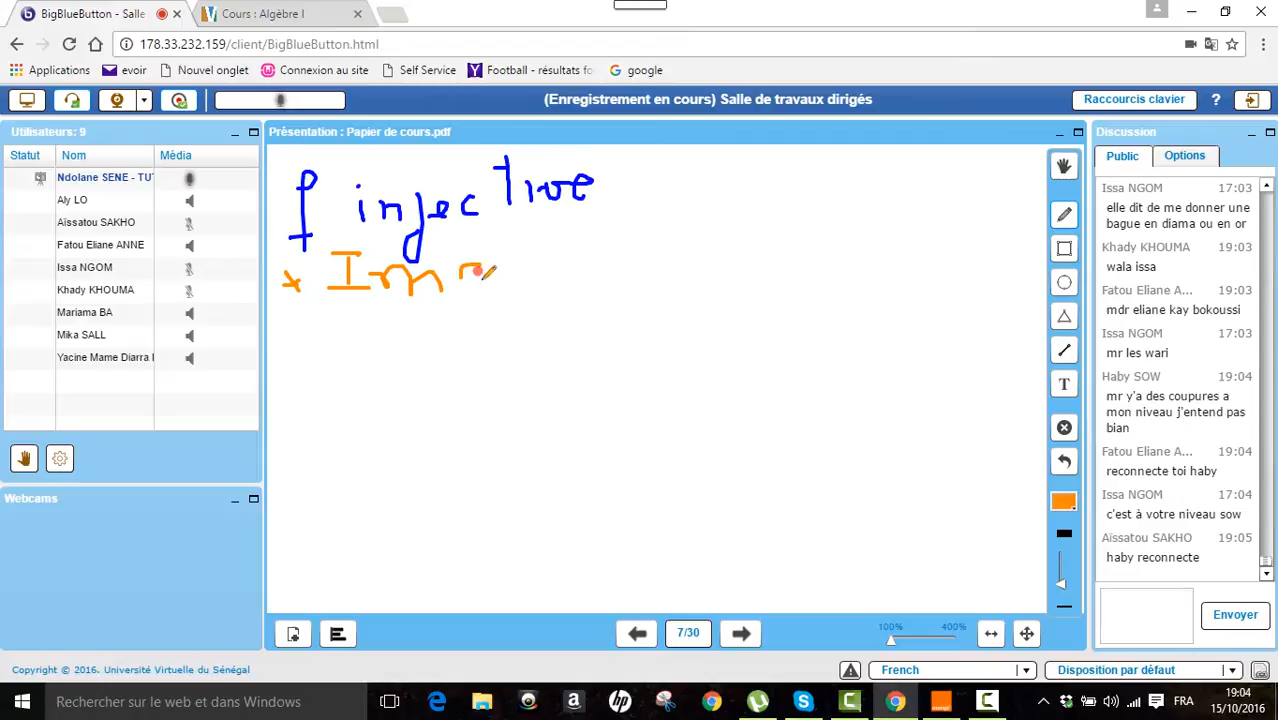 BigBlueButton - Salle
Cours : Algèbre I
178.33.232.159/client/BigBlueButton.html
Applications evoir Nouvel onglet Connexion au site Self Service Football - résultats fo google
(Enregistrement en cours) Salle de travaux dirigés
Raccourcis clavier ?
Utilisateurs: 9
Statut Nom Média
Ndolane SENE - TU
Aly LO
Aïssatou SAKHO
Fatou Eliane ANNE
Issa NGOM
Khady KHOUMA
Mariama BA
Mika SALL
Yacine Mame Diarra
Webcams
Présentation : Papier de cours.pdf
f injective
* Imm
T
7/30
100% 400%
Discussion
Public Options
Issa NGOM 17:03
elle dit de me donner une
bague en diama ou en or
Khady KHOUMA 19:03
wala issa
Fatou Eliane A... 19:03
mdr eliane kay bokoussi
Issa NGOM 17:03
mr les wari
Haby SOW 19:04
mr y'a des coupures a
mon niveau j'entend pas
bian
Fatou Eliane A... 19:04
reconnecte toi haby
Issa NGOM 17:04
c'est à votre niveau sow
Aïssatou SAKHO 19:05
haby reconnecte
Envoyer
Copyright © 2016. Université Virtuelle du Sénégal
French
Disposition par défaut
Rechercher sur le web et dans Windows
FRA
19:04
15/10/2016